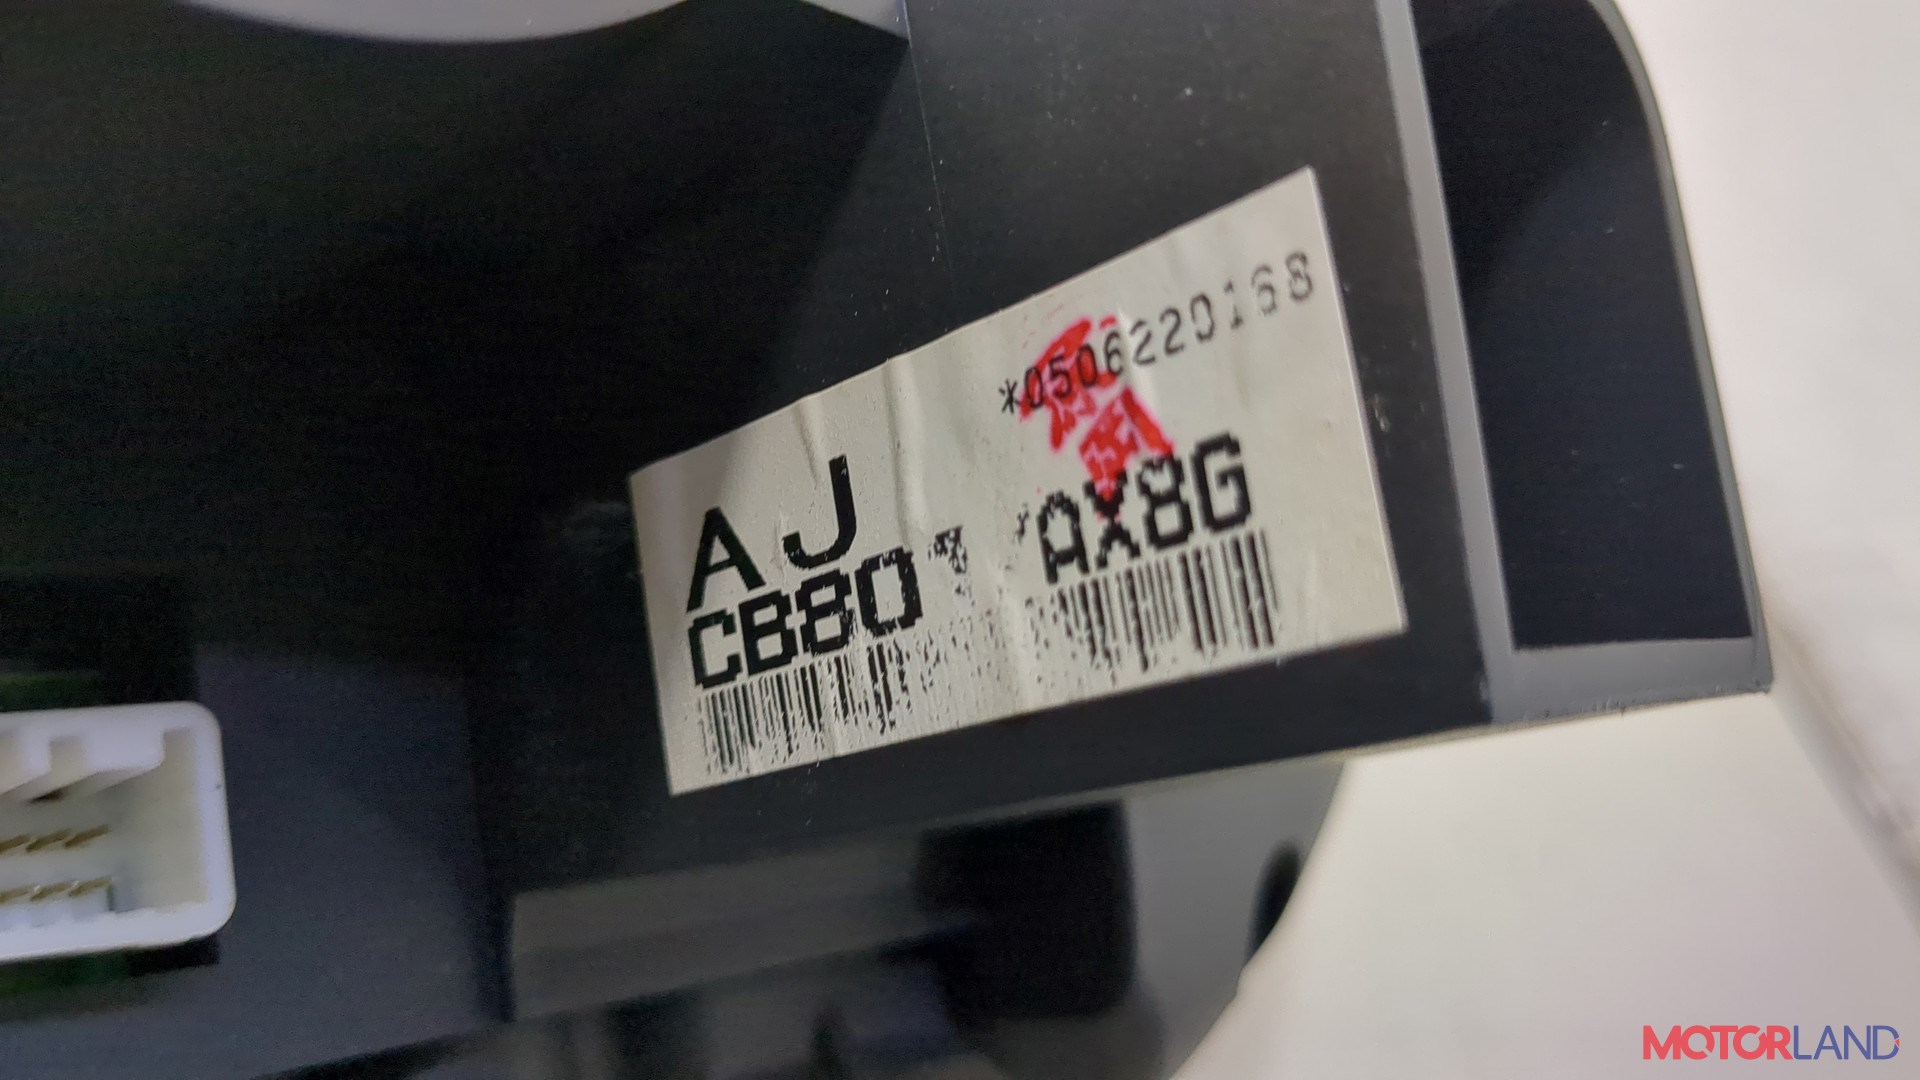 *0506220168
AJ
CB80 AX8G
MOTORLAND